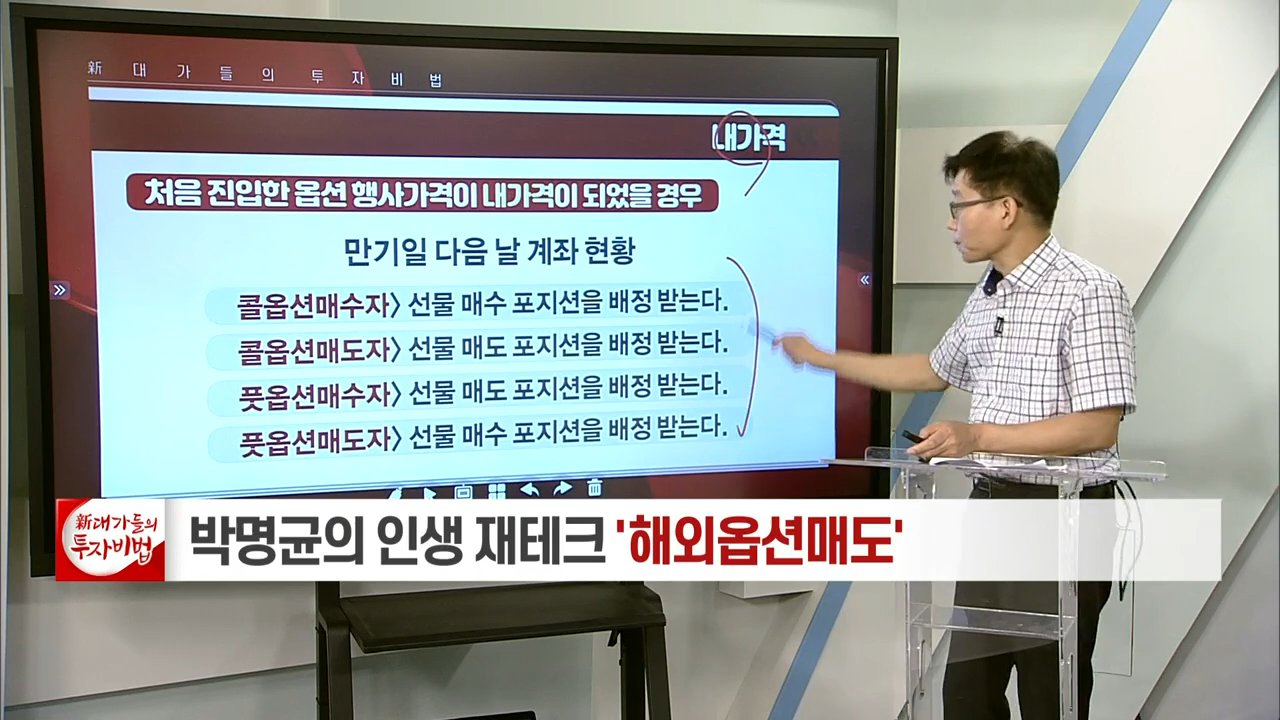 新 대 가 들 의 투 자 비 법
내가격
처음 진입한 옵션 행사가격이 내가격이 되었을 경우
만기일 다음 날 계좌 현황
콜옵션매수자> 선물 매수 포지션을 배정 받는다.
콜옵션매도자> 선물 매도 포지션을 배정 받는다.
풋옵션매수자> 선물 매도 포지션을 배정 받는다.
풋옵션매도자> 선물 매수 포지션을 배정 받는다.
新대가들의
투자비법
박명균의 인생 재테크 '해외옵션매도'